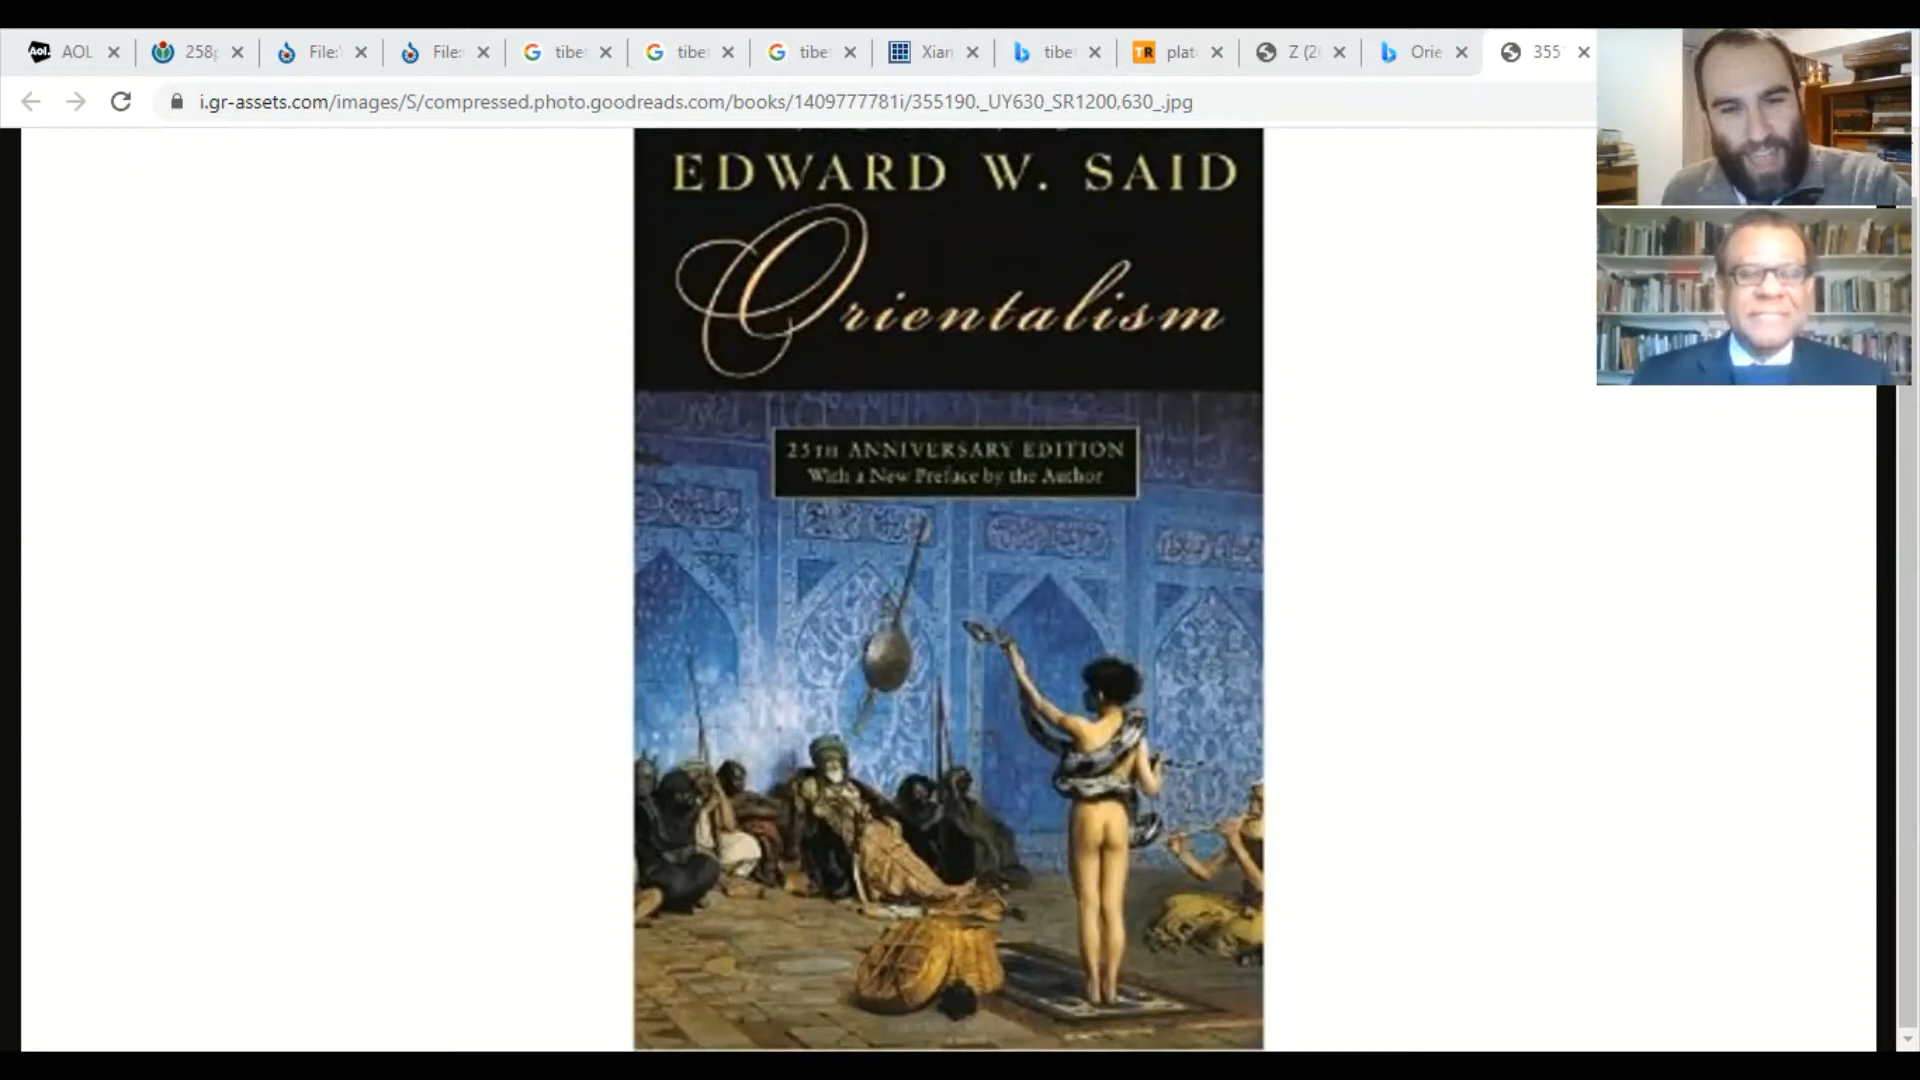 AOL
258p
File:
File:
tibe
tibe
tibe
Xian
tibe
plat
Z (2
Orie
355
i.gr-assets.com/images/S/compressed.photo.goodreads.com/books/1409777781i/355190._UY630_SR1200,630_.jpg
EDWARD W. SAID
Orientalism
25TH ANNIVERSARY EDITION
With a New Preface by the Author